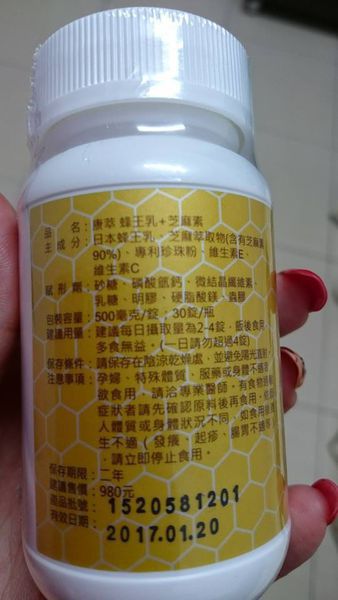 品名：康萃 蜂王乳+芝麻素
主成分：日本蜂王乳、芝麻萃取物(含有芝麻素
90%)、專利珍珠粉、維生素E、
維生素C
賦形劑：砂糖、磷酸氫鈣、微結晶纖維素、
乳糖、明膠、硬脂酸鎂、蟲膠
包裝容量：500毫克/錠；30錠/瓶
建議用量：建議每日攝取量為2-4錠，飯後食用，
多食無益。(一日請勿超過4錠)
保存條件：請保存在陰涼乾燥處，並避免陽光直射。
注意事項：孕婦、特殊體質、服藥或身體不適者
欲食用，請洽專業醫師。有食物過敏
症狀者請先確認原料後再食用。
人體質或身體狀況不同，如食用後
生不適(發癢、起疹、腸胃不適等
，請立即停止食用。
保存期限：二年
建議售價：980元
產品批號：1520581201
有效日期：2017.01.20